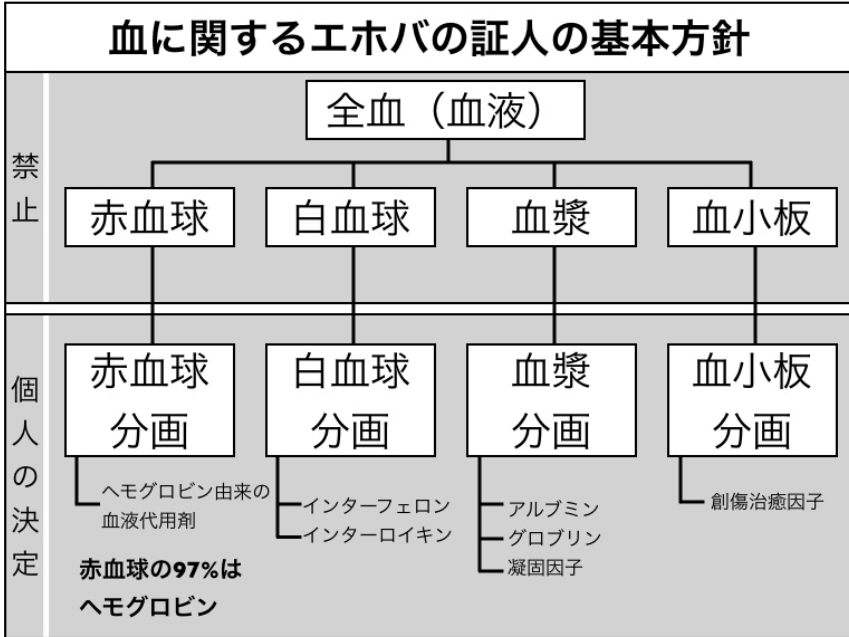 血に関するエホバの証人の基本方針
禁止
全血（血液）
赤血球
白血球
血漿
血小板
個人の決定
赤血球
分画
白血球
分画
血漿
分画
血小板
分画
ヘモグロビン由来の
血液代用剤
インターフェロン
インターロイキン
アルブミン
グロブリン
凝固因子
創傷治癒因子
赤血球の97%は
ヘモグロビン